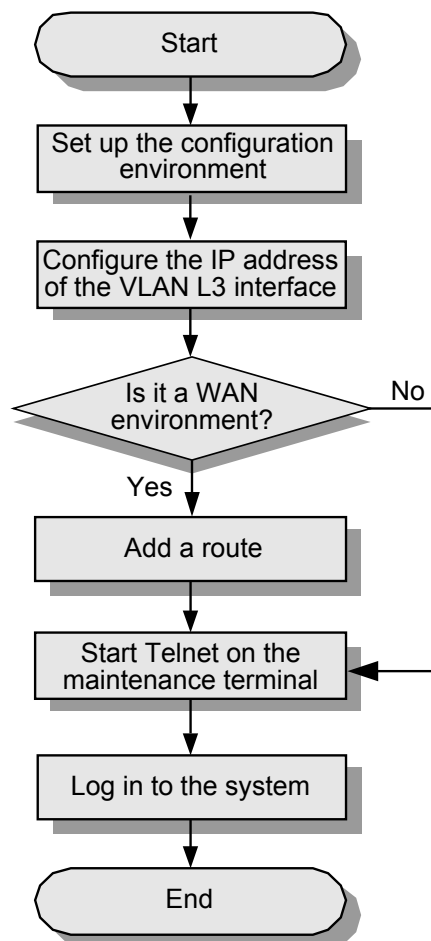 Start
Set up the configuration
environment
Configure the IP address
of the VLAN L3 interface
Is it a WAN
environment?
No
Yes
Add a route
Start Telnet on the
maintenance terminal
Log in to the system
End